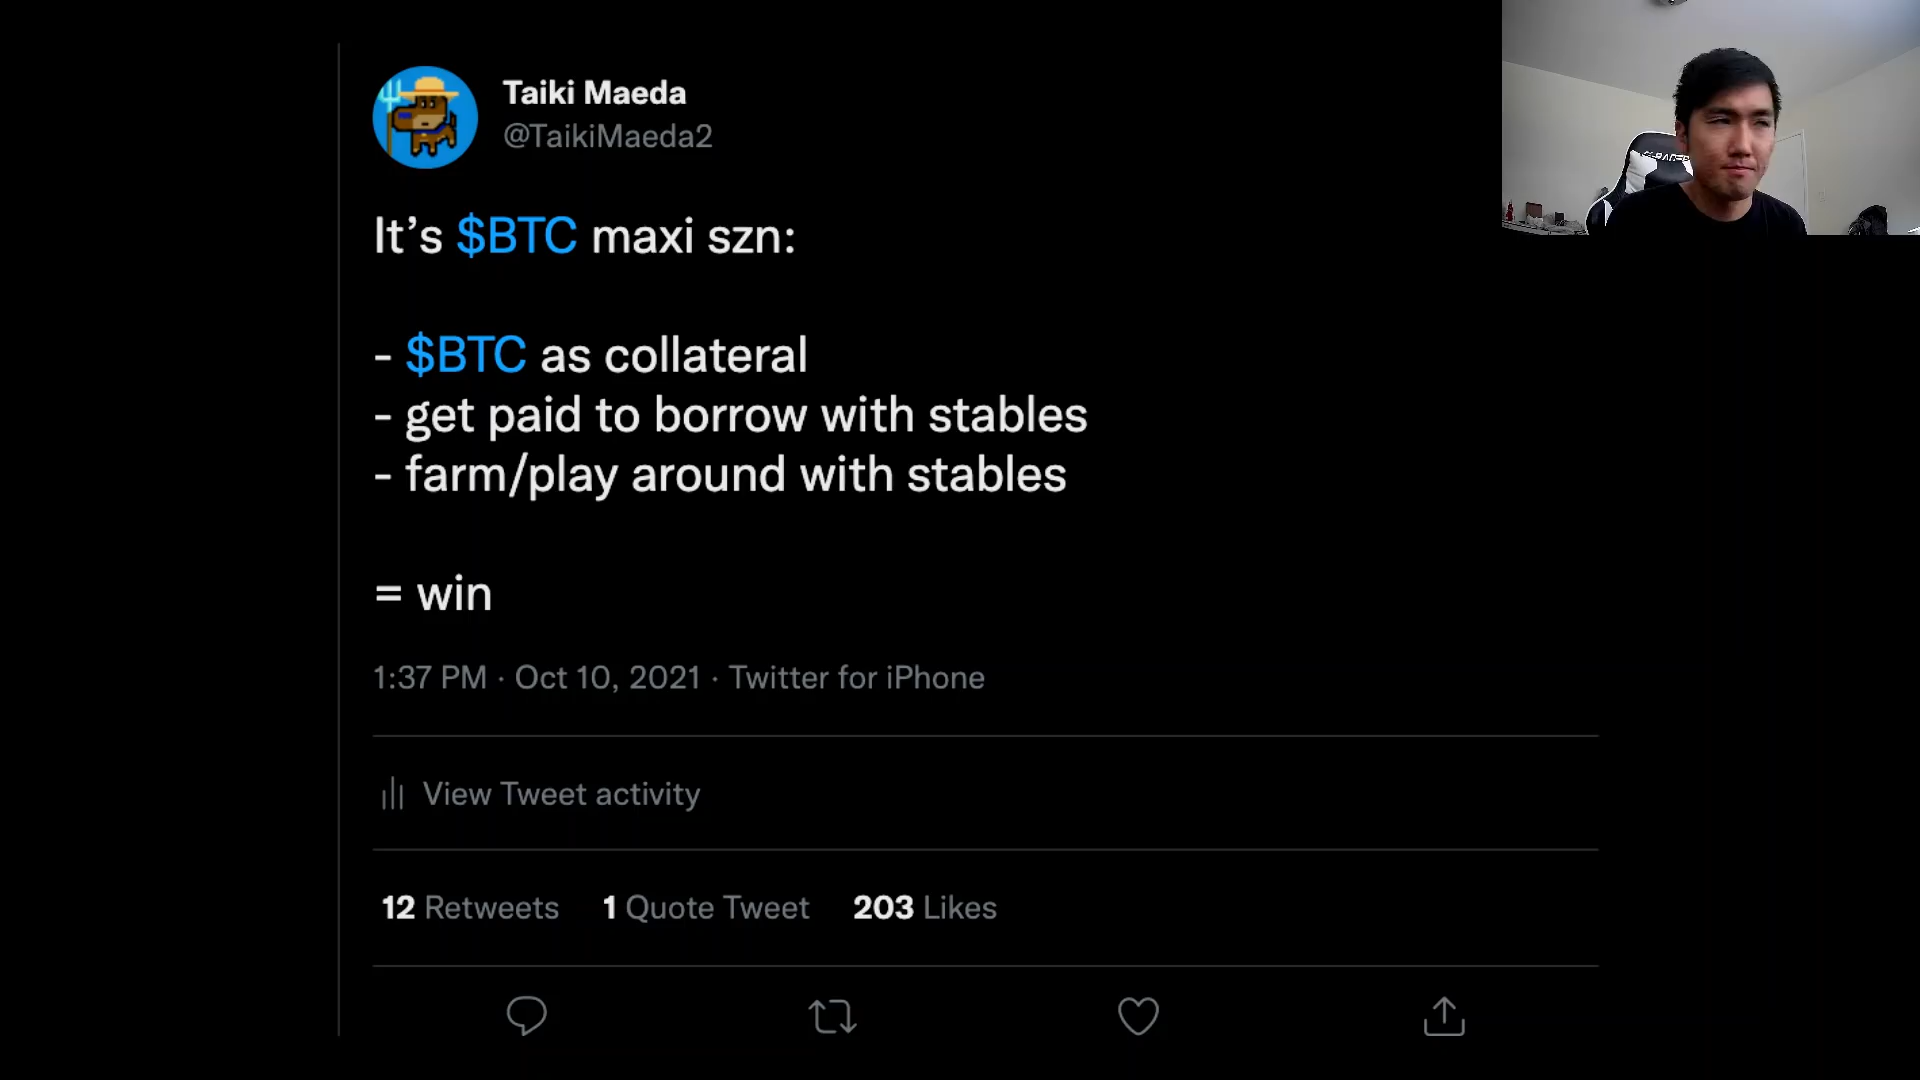 Taiki Maeda
@TaikiMaeda2
It’s $BTC maxi szn:
- $BTC as collateral
- get paid to borrow with stables
- farm/play around with stables
= win
1:37 PM · Oct 10, 2021 · Twitter for iPhone
View Tweet activity
12 Retweets 1 Quote Tweet 203 Likes